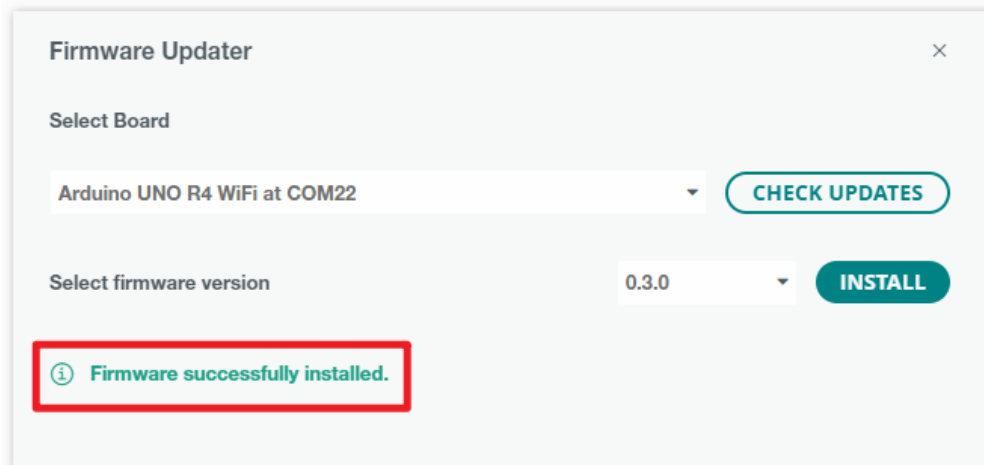 Firmware Updater
Select Board
Arduino UNO R4 WiFi at COM22
CHECK UPDATES
Select firmware version
0.3.0
INSTALL
Firmware successfully installed.